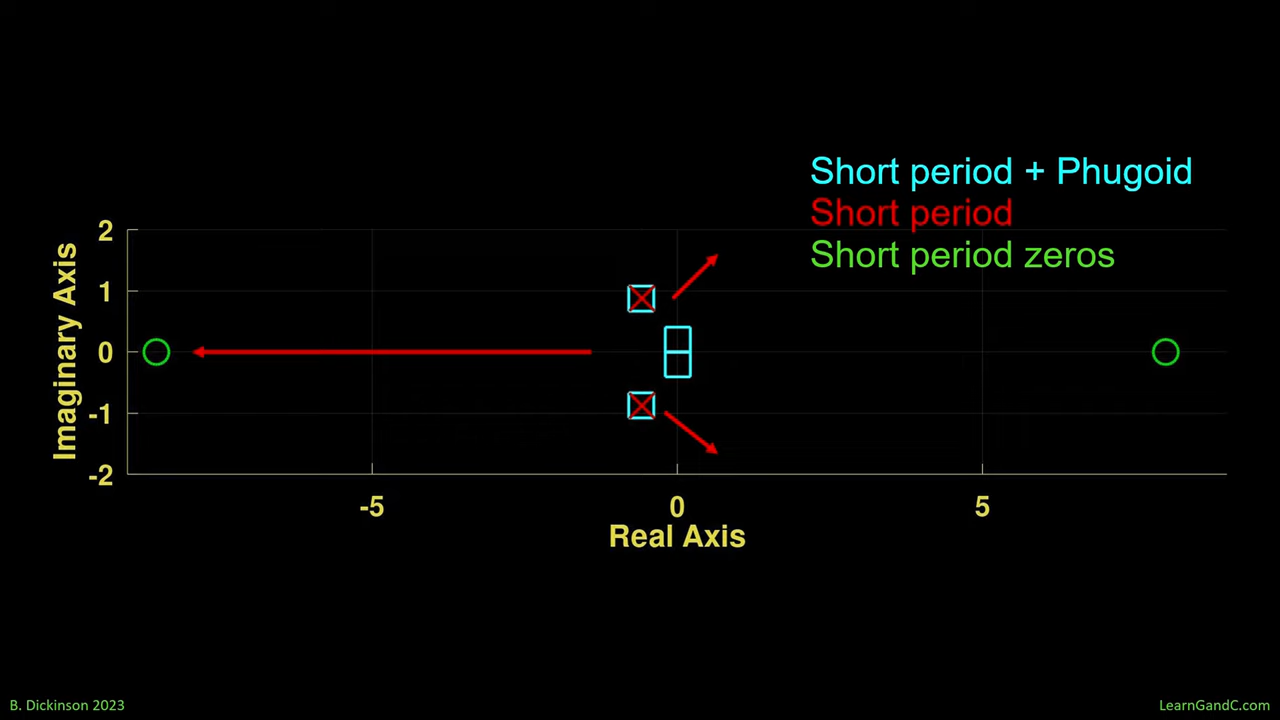 Short period + Phugoid
Short period
Short period zeros
2
1
0
-1
-2
Imaginary Axis
-5
0
5
Real Axis
B. Dickinson 2023
LearnGandC.com